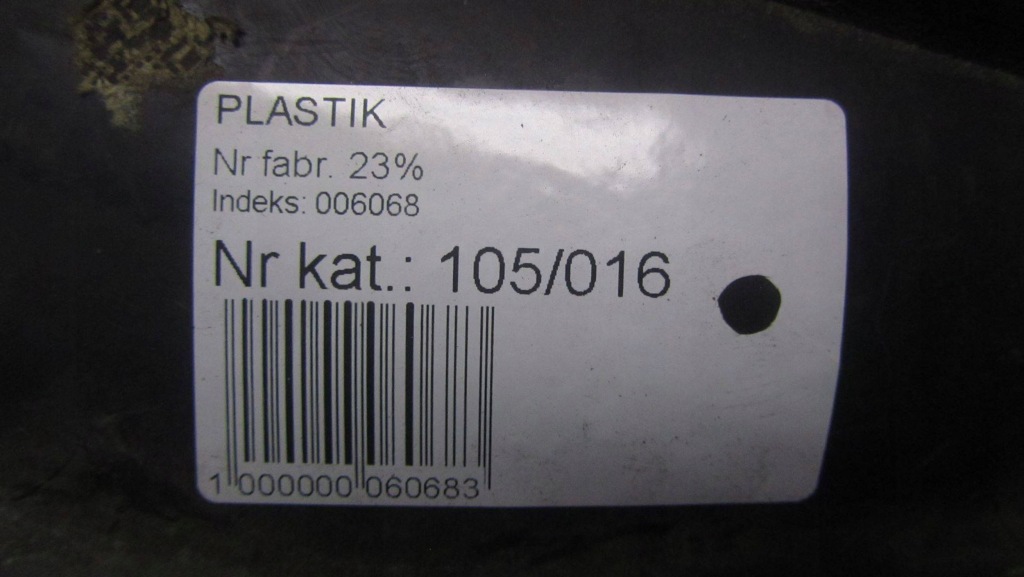 PLASTIK
Nr fabr. 23%
Indeks: 006068
Nr kat.: 105/016
1 000000 060683